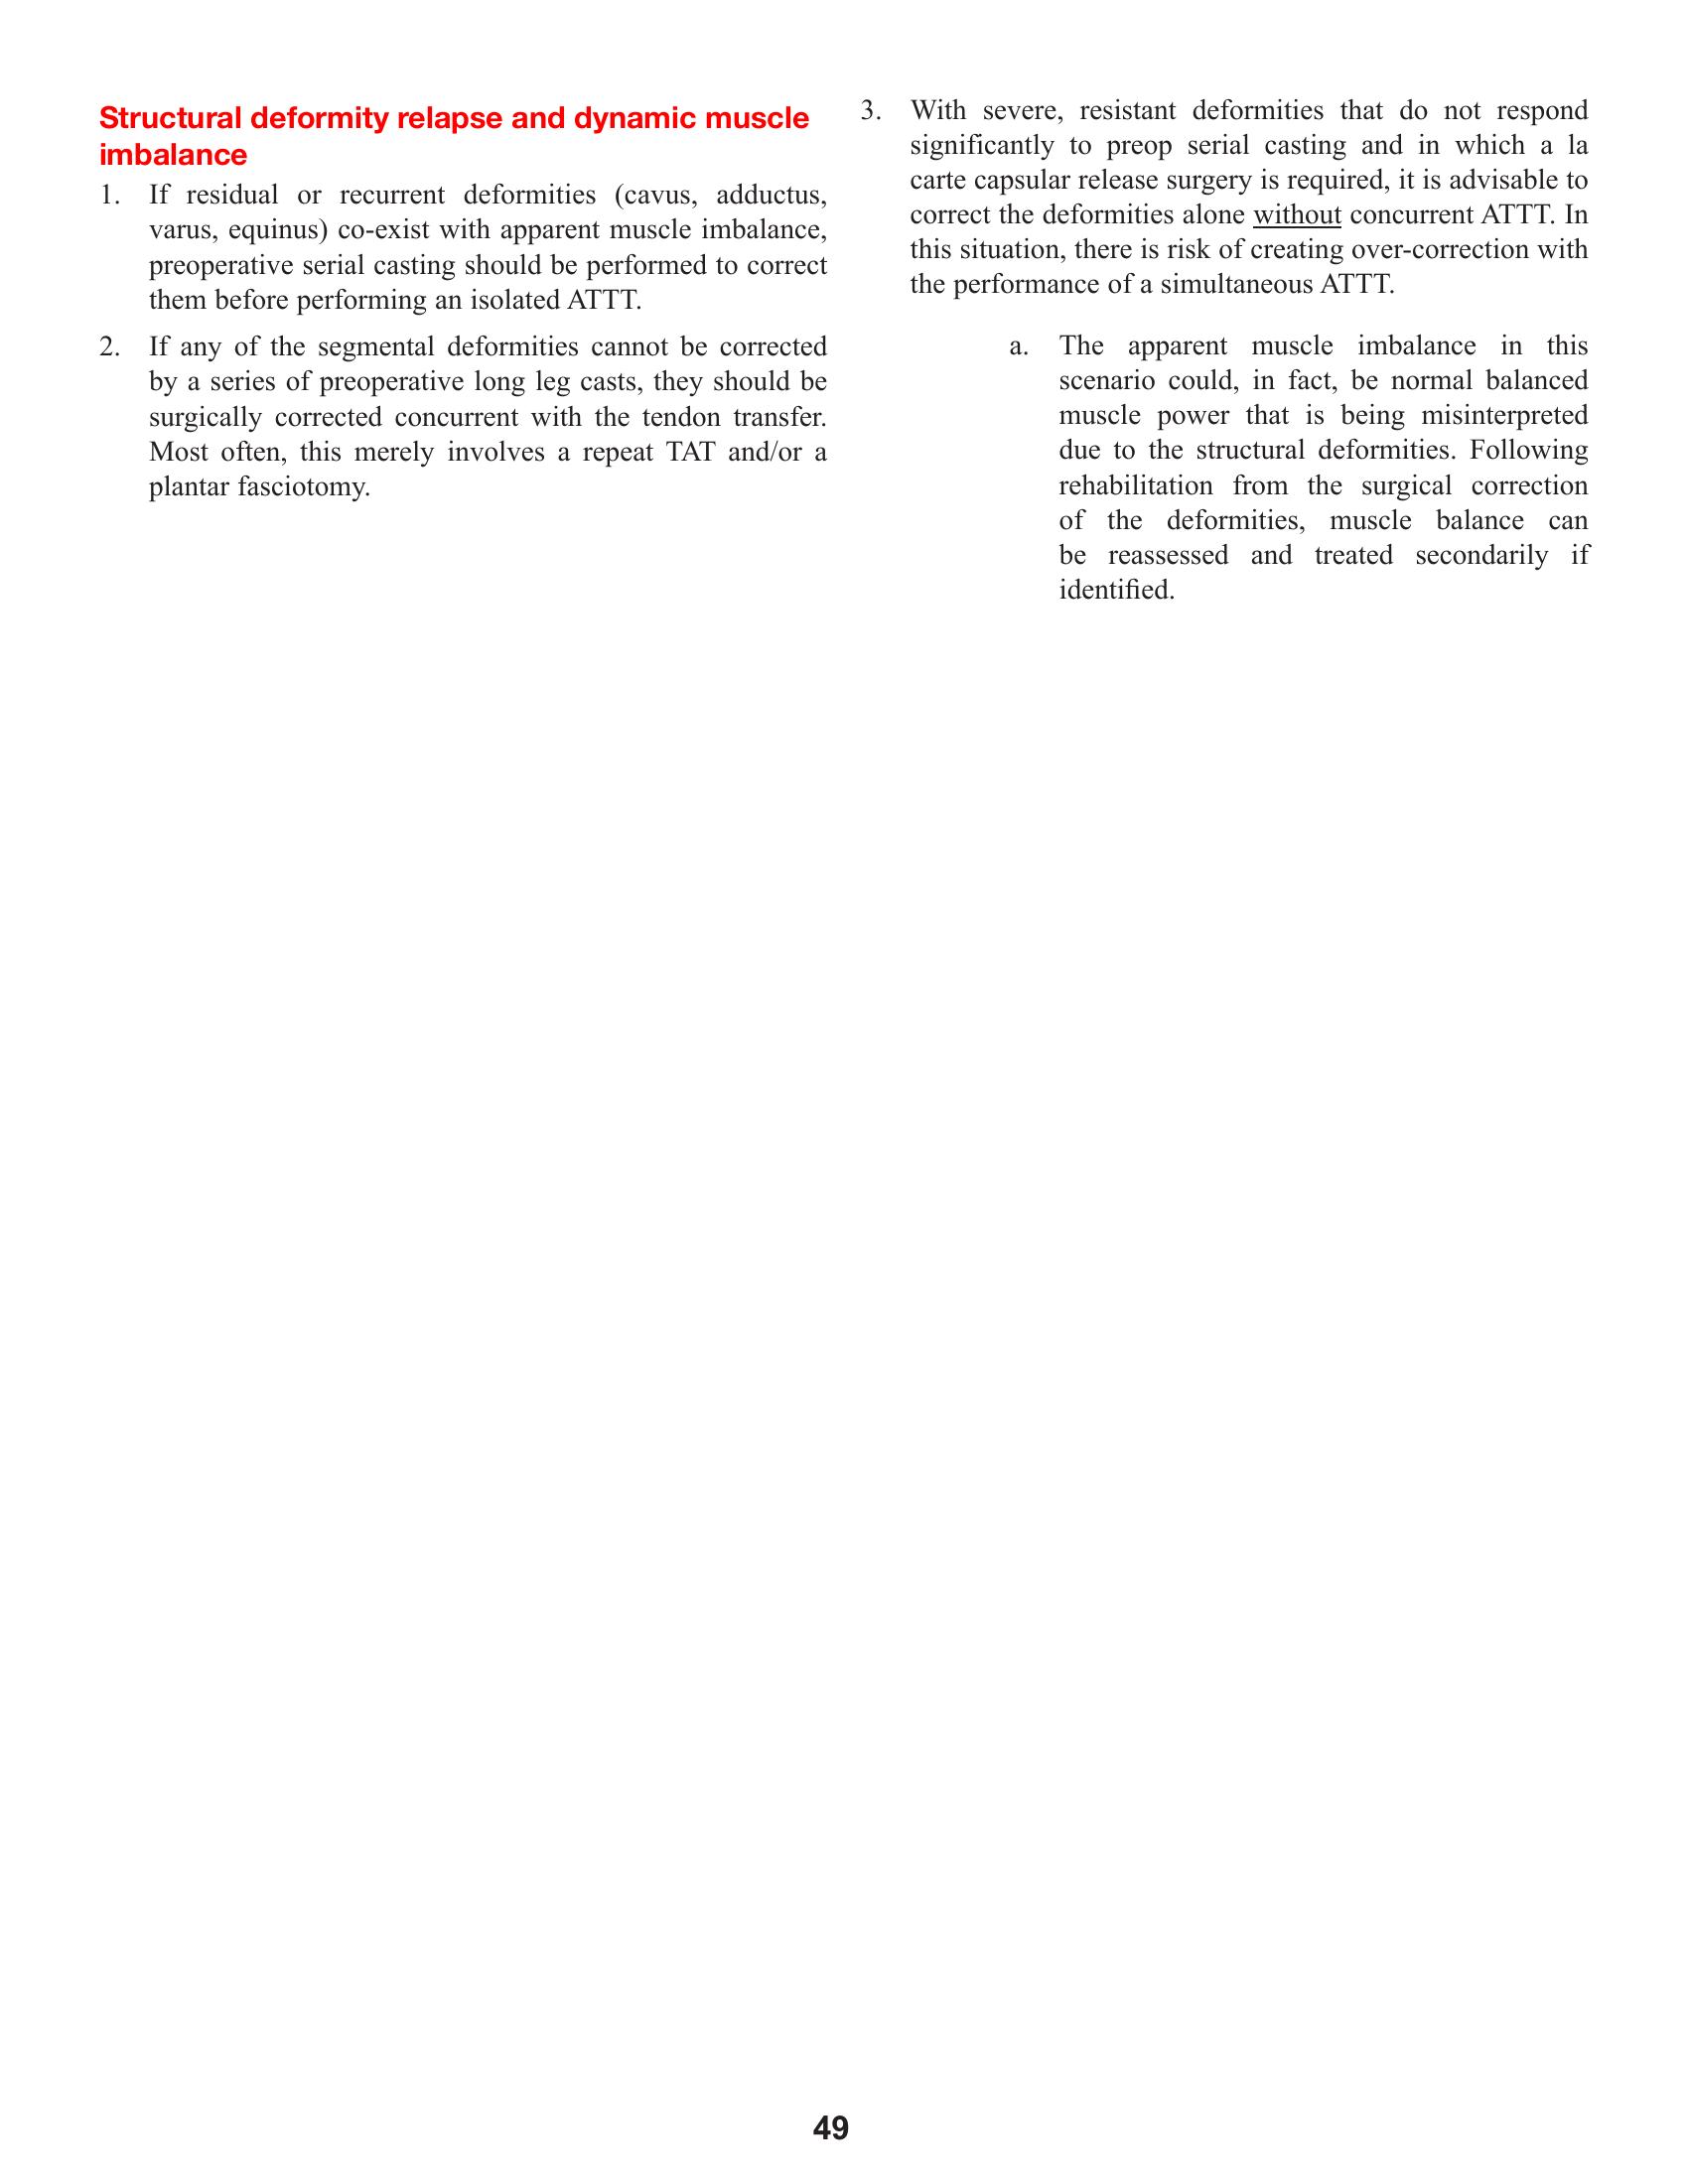 Structural deformity relapse and dynamic muscle
imbalance
1. If residual or recurrent deformities (cavus, adductus,
varus, equinus) co-exist with apparent muscle imbalance,
preoperative serial casting should be performed to correct
them before performing an isolated ATTT.
2. If any of the segmental deformities cannot be corrected
by a series of preoperative long leg casts, they should be
surgically corrected concurrent with the tendon transfer.
Most often, this merely involves a repeat TAT and/or a
plantar fasciotomy.
3. With severe, resistant deformities that do not respond
significantly to preop serial casting and in which a la
carte capsular release surgery is required, it is advisable to
correct the deformities alone without concurrent ATTT. In
this situation, there is risk of creating over-correction with
the performance of a simultaneous ATTT.
a. The apparent muscle imbalance in this
scenario could, in fact, be normal balanced
muscle power that is being misinterpreted
due to the structural deformities. Following
rehabilitation from the surgical correction
of the deformities, muscle balance can
be reassessed and treated secondarily if
identified.
49